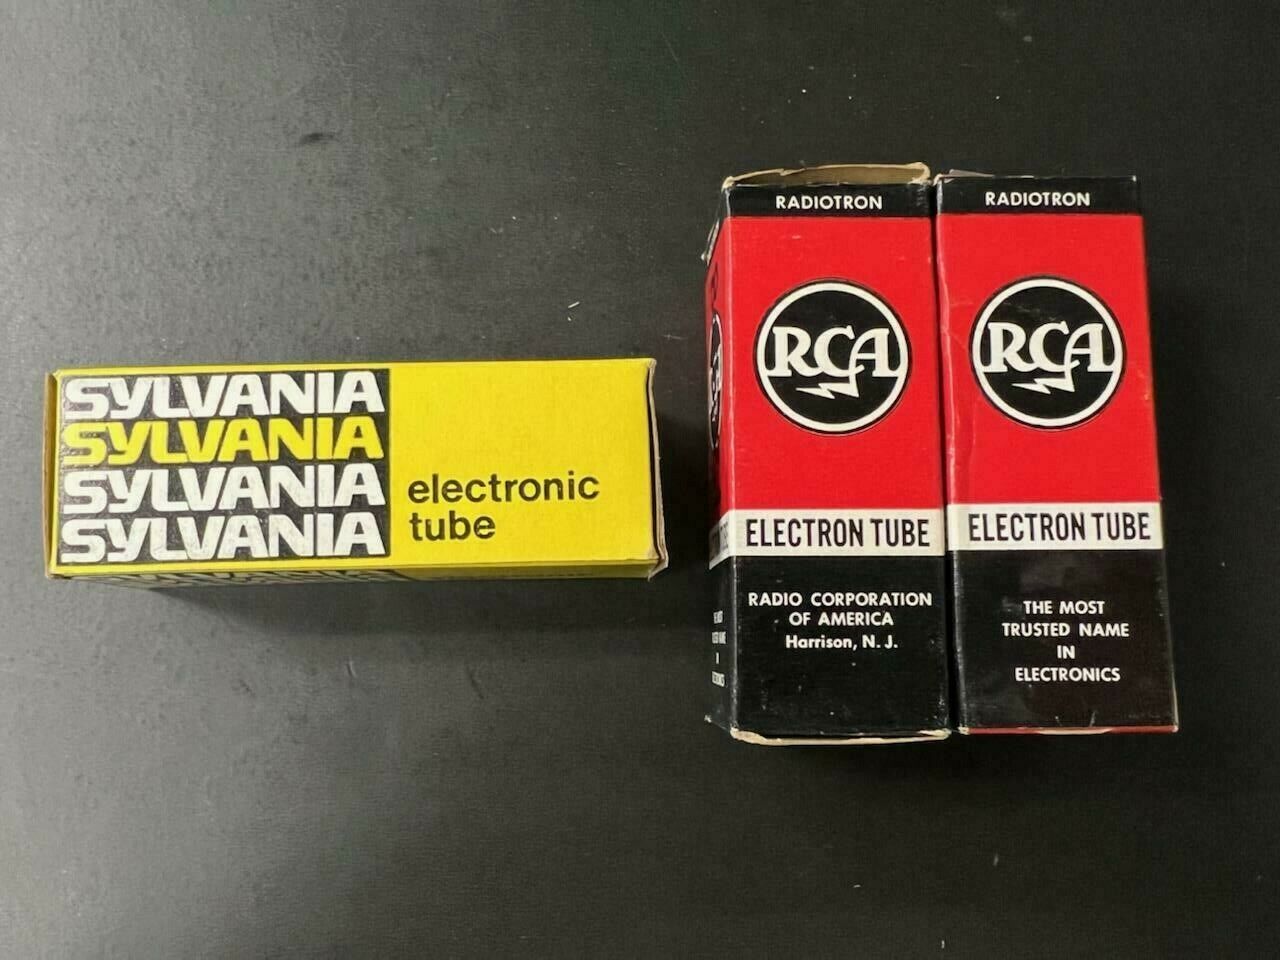 SYLVANIA
SYLVANIA
SYLVANIA
SYLVANIA
electronic
tube
RADIOTRON
RCA
ELECTRON TUBE
RADIO CORPORATION
OF AMERICA
Harrison, N. J.
RADIOTRON
RCA
ELECTRON TUBE
THE MOST
TRUSTED NAME
IN
ELECTRONICS